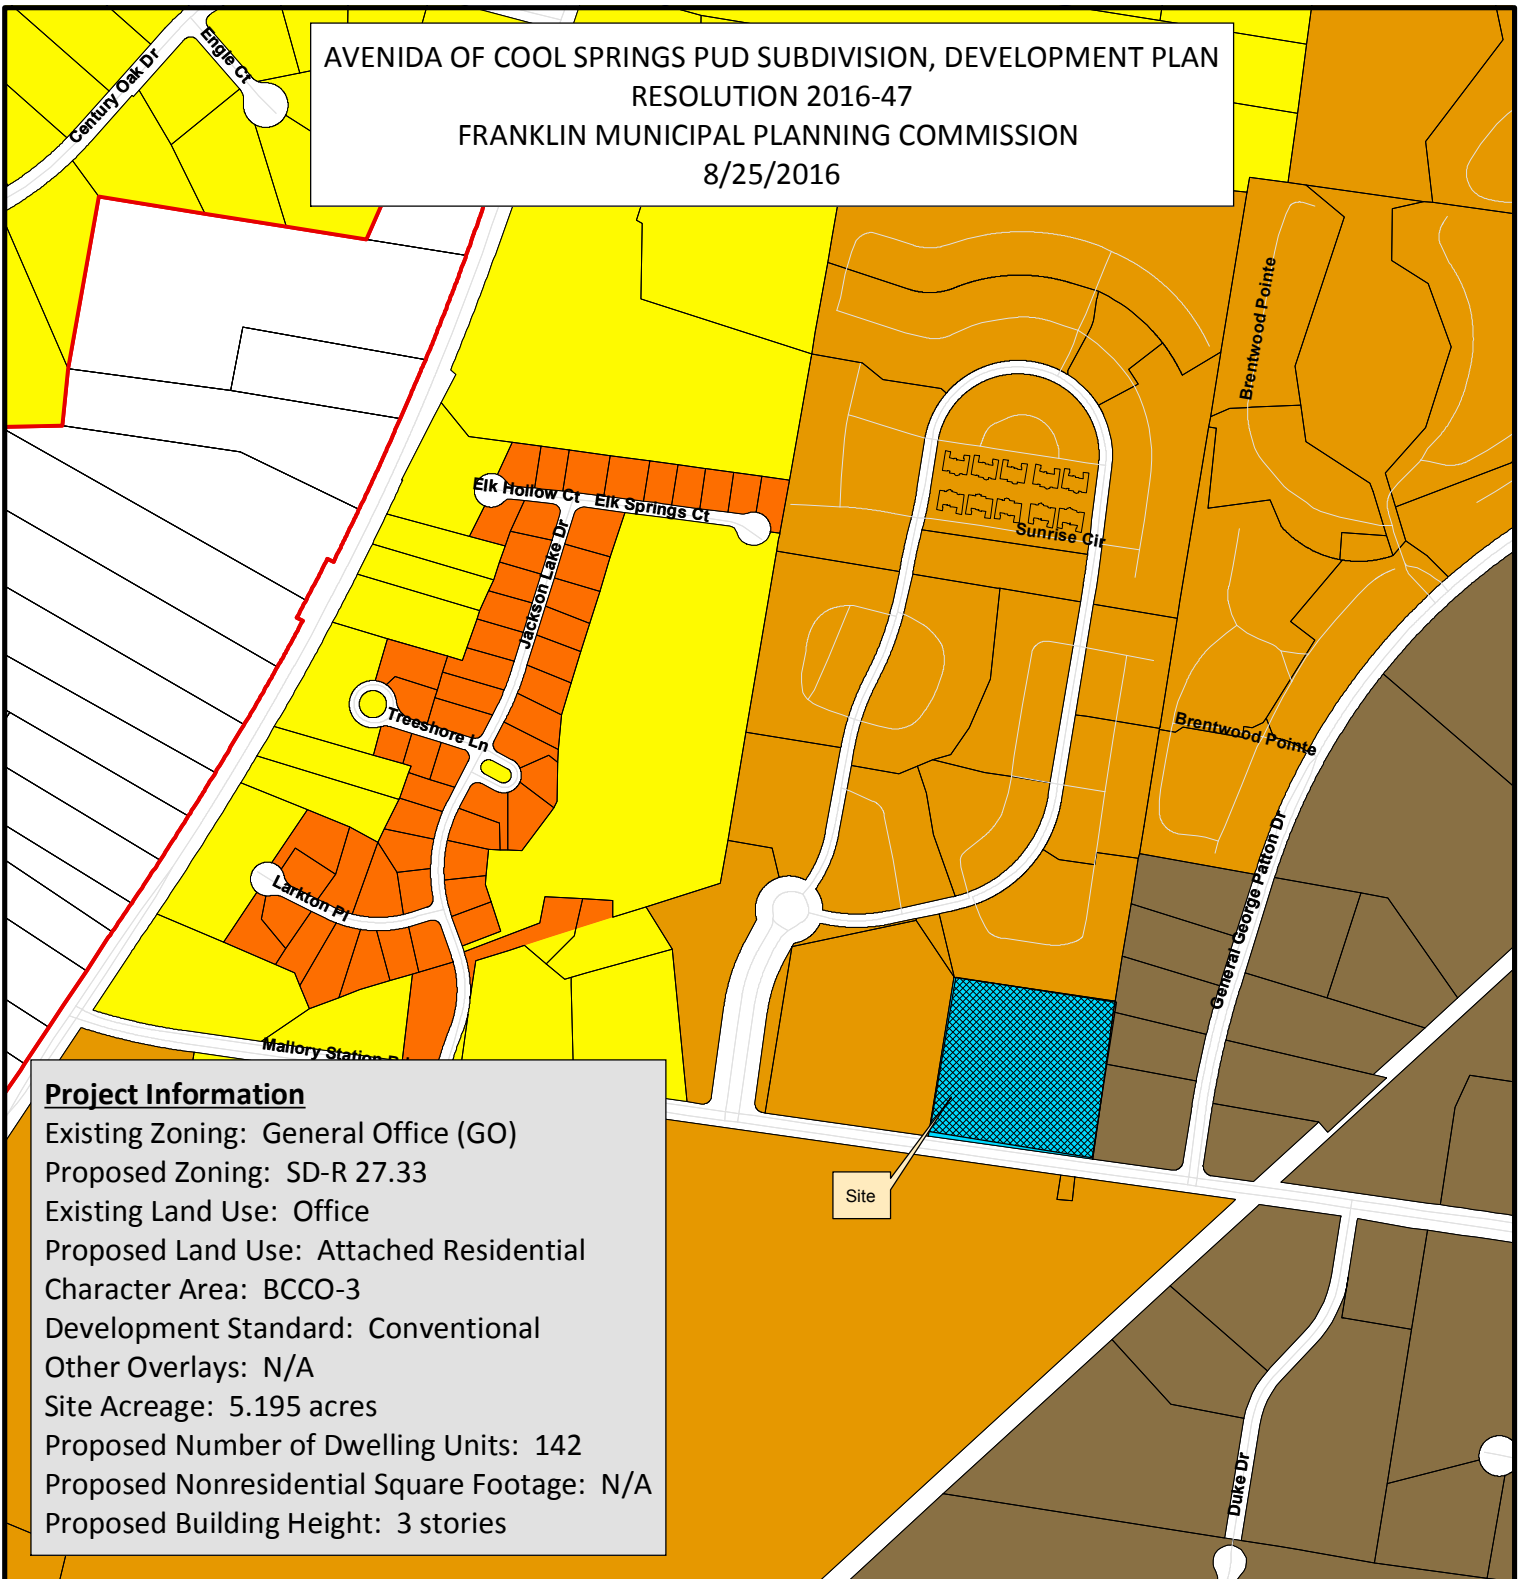 AVENIDA OF COOL SPRINGS PUD SUBDIVISION, DEVELOPMENT PLAN
RESOLUTION 2016-47
FRANKLIN MUNICIPAL PLANNING COMMISSION
8/25/2016
Engle Ct
Century Oak Dr
Brentwood Pointe
Elk Hollow Ct
Elk Springs Ct
Sunrise Cir
Jackson Lake Dr
Treeshore Ln
Brentwood Pointe
General George Patton Dr
Larkton Pl
Mallory Station
Site
Duke Dr
Project Information
Existing Zoning: General Office (GO)
Proposed Zoning: SD-R 27.33
Existing Land Use: Office
Proposed Land Use: Attached Residential
Character Area: BCCO-3
Development Standard: Conventional
Other Overlays: N/A
Site Acreage: 5.195 acres
Proposed Number of Dwelling Units: 142
Proposed Nonresidential Square Footage: N/A
Proposed Building Height: 3 stories